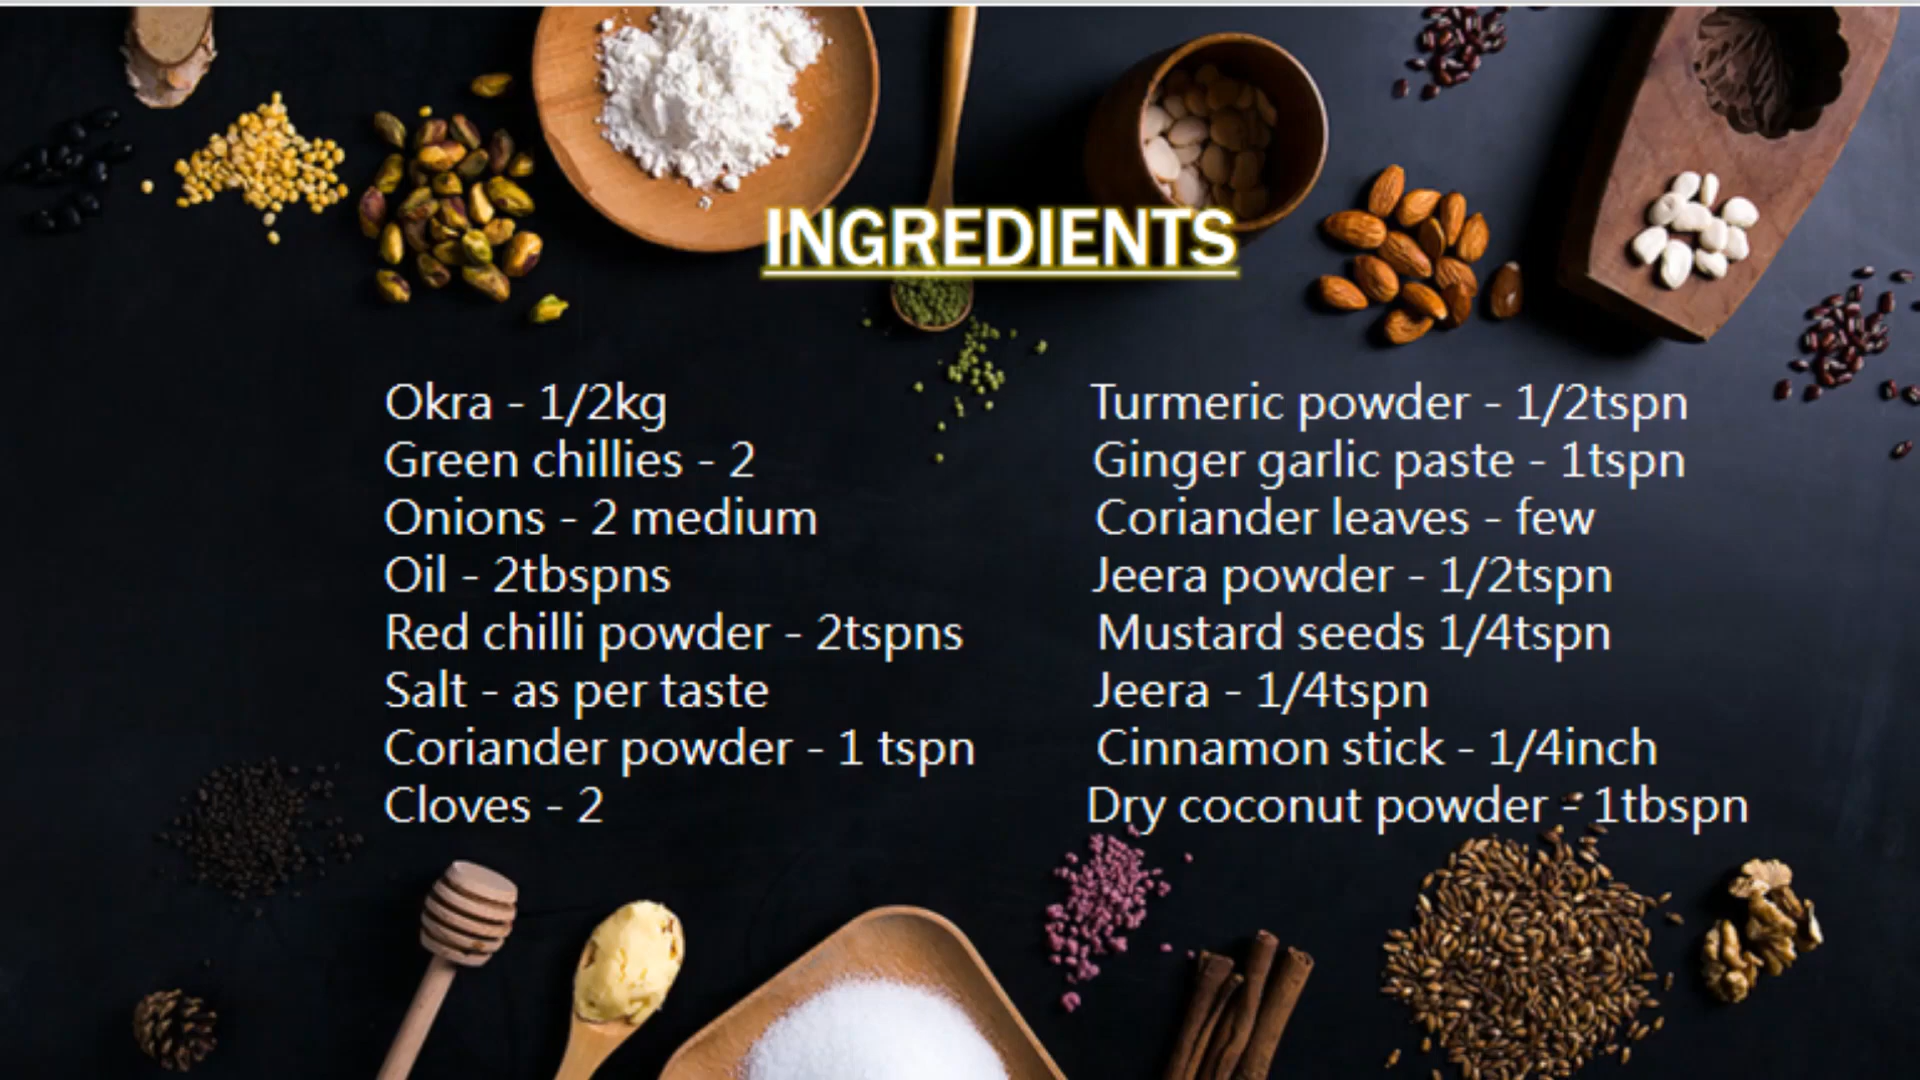 INGREDIENTS
Okra - 1/2kg
Green chillies - 2
Onions - 2 medium
Oil - 2tbspns
Red chilli powder - 2tspns
Salt - as per taste
Coriander powder - 1 tspn
Cloves - 2
Turmeric powder - 1/2tspn
Ginger garlic paste - 1tspn
Coriander leaves - few
Jeera powder - 1/2tspn
Mustard seeds 1/4tspn
Jeera - 1/4tspn
Cinnamon stick - 1/4inch
Dry coconut powder - 1tbspn